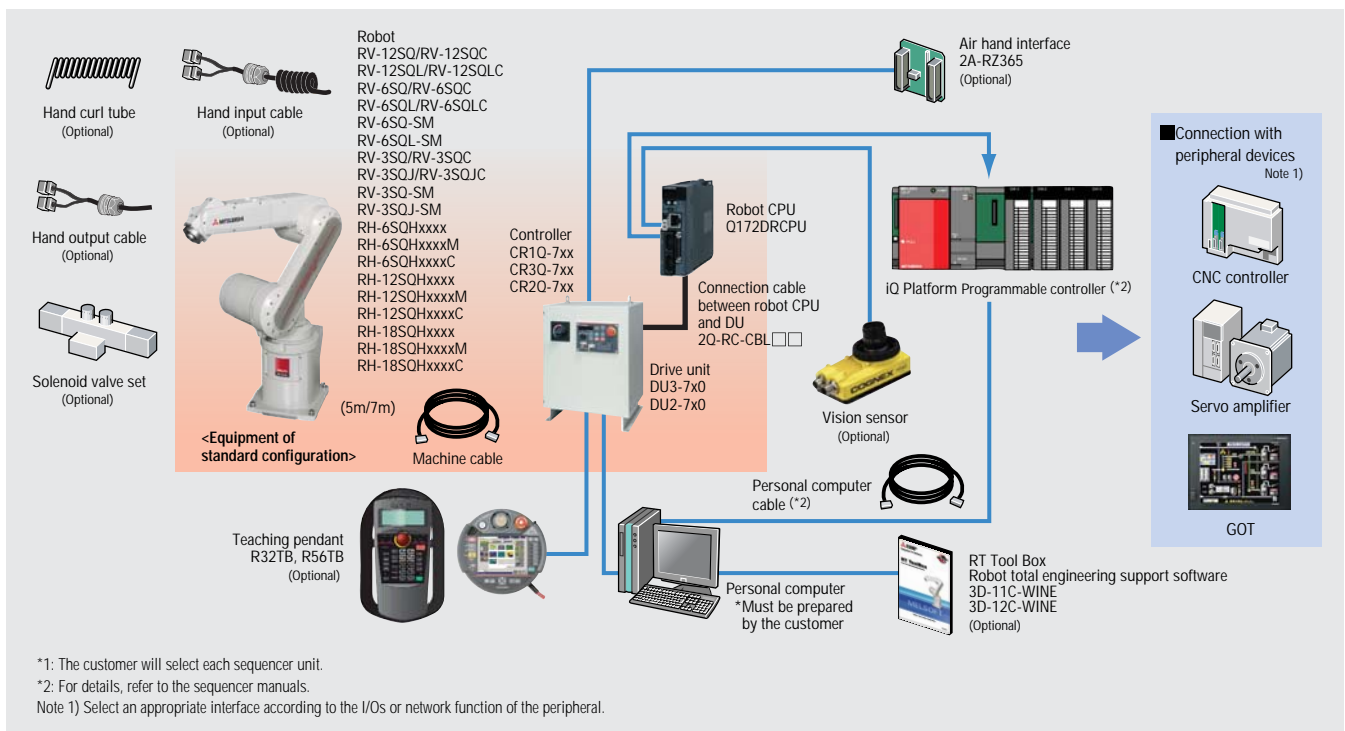 Hand curl tube
(Optional)
Hand input cable
(Optional)
Hand output cable
(Optional)
Solenoid valve set
(Optional)
Robot
RV-12SQ/RV-12SQC
RV-12SQL/RV-12SQLC
RV-6SQ/RV-6SQC
RV-6SQL/RV-6SQLC
RV-6SQ-SM
RV-6SQL-SM
RV-3SQ/RV-3SQC
RV-3SQJ/RV-3SQJC
RV-3SQ-SM
RV-3SQJ-SM
RH-6SQHxxxx
RH-6SQHxxxxM
RH-6SQHxxxxC
RH-12SQHxxxx
RH-12SQHxxxxM
RH-12SQHxxxxC
RH-18SQHxxxx
RH-18SQHxxxxM
RH-18SQHxxxxC
MITSUBISHI
(5m/7m)
<Equipment of
standard configuration>
Machine cable
Controller
CR1Q-7xx
CR3Q-7xx
CR2Q-7xx
Robot CPU
Q172DRCPU
Connection cable
between robot CPU
and DU
2Q-RC-CBL□□
Drive unit
DU3-7x0
DU2-7x0
Air hand interface
2A-RZ365
(Optional)
iQ Platform Programmable controller (*2)
COGNEX
Vision sensor
(Optional)
Personal computer
cable (*2)
Teaching pendant
R32TB, R56TB
(Optional)
Personal computer
*Must be prepared
by the customer
RT ToolBox
MELSOFT
RT Tool Box
Robot total engineering support software
3D-11C-WINE
3D-12C-WINE
(Optional)
■Connection with
peripheral devices
Note 1)
CNC controller
Servo amplifier
GOT
*1: The customer will select each sequencer unit.
*2: For details, refer to the sequencer manuals.
Note 1) Select an appropriate interface according to the I/Os or network function of the peripheral.